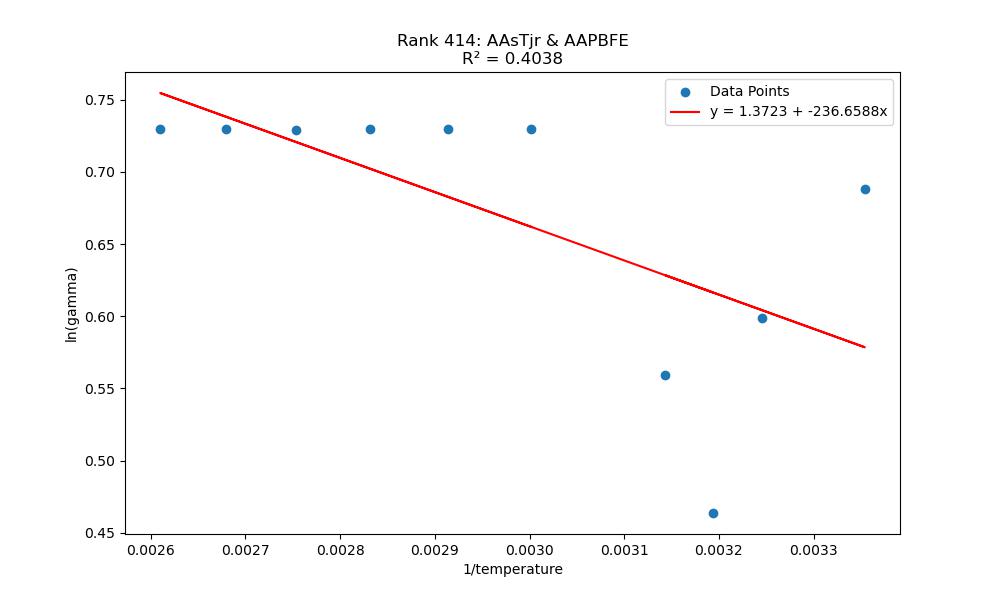 Rank 414: AAsTjr & AAPBFE
R² = 0.4038
Data Points
y = 1.3723 + -236.6588x
ln(gamma)
0.75
0.70
0.65
0.60
0.55
0.50
0.45
0.0026 0.0027 0.0028 0.0029 0.0030 0.0031 0.0032 0.0033
1/temperature